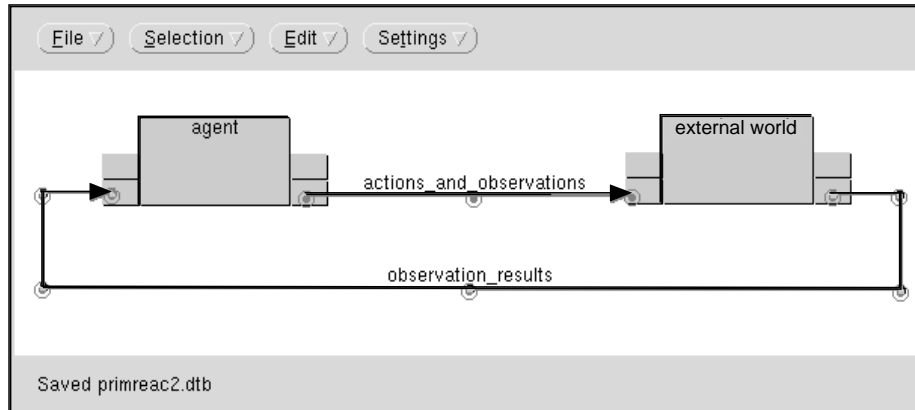 File Selection Edit Settings
agent
external world
actions_and_observations
observation_results
Saved primreac2.dtb